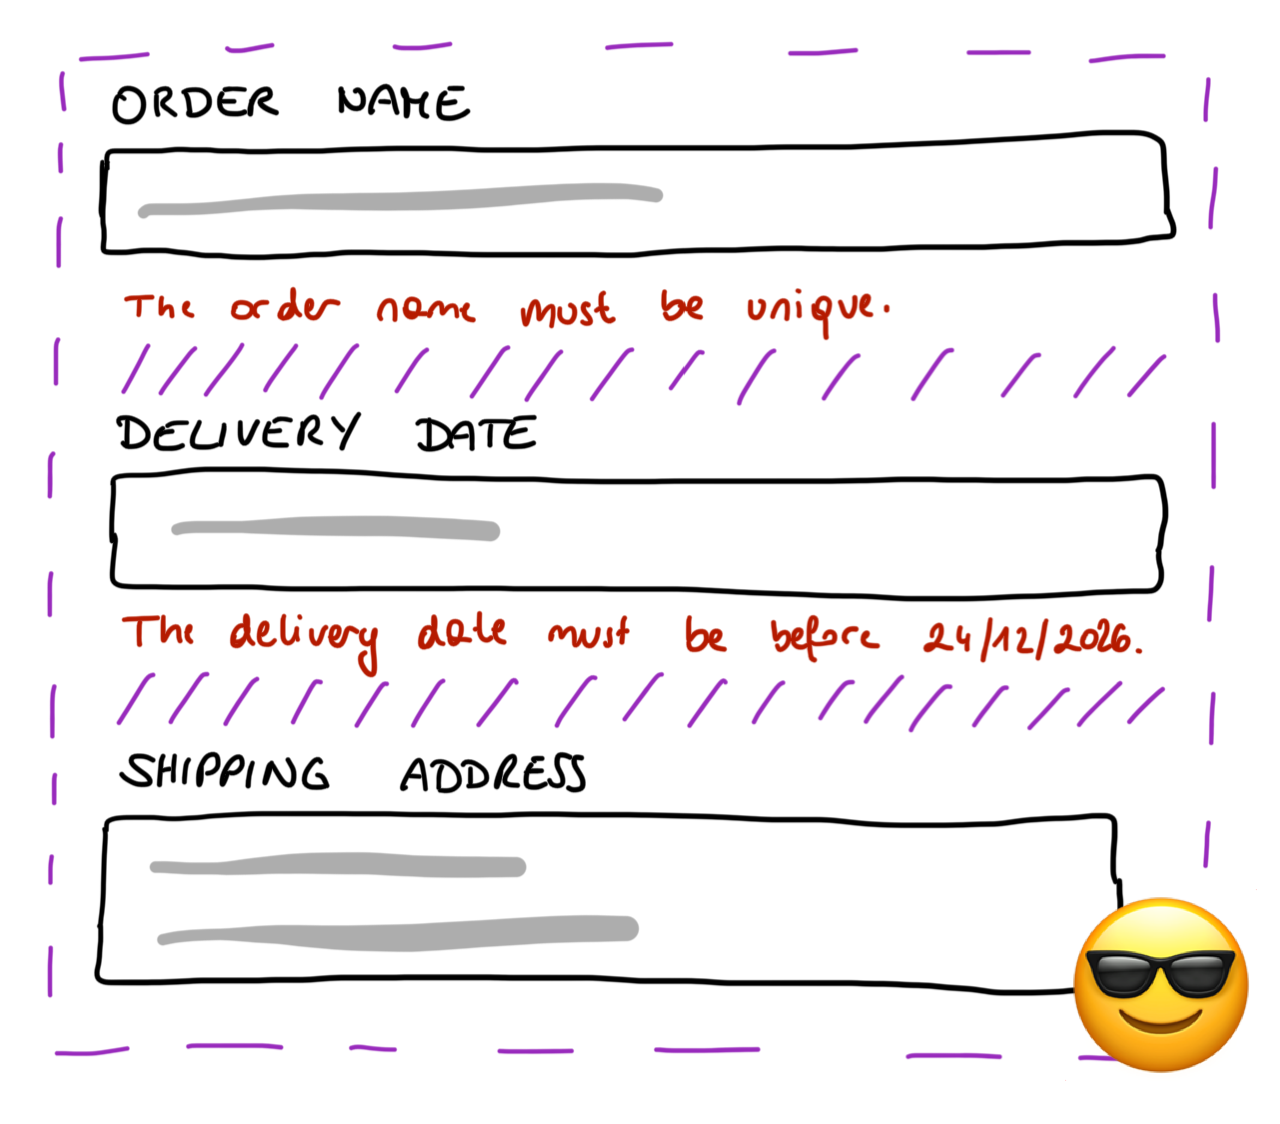 ORDER NAME
The order name must be unique.
DELIVERY DATE
The delivery date must be before 24/12/2026.
SHIPPING ADDRESS